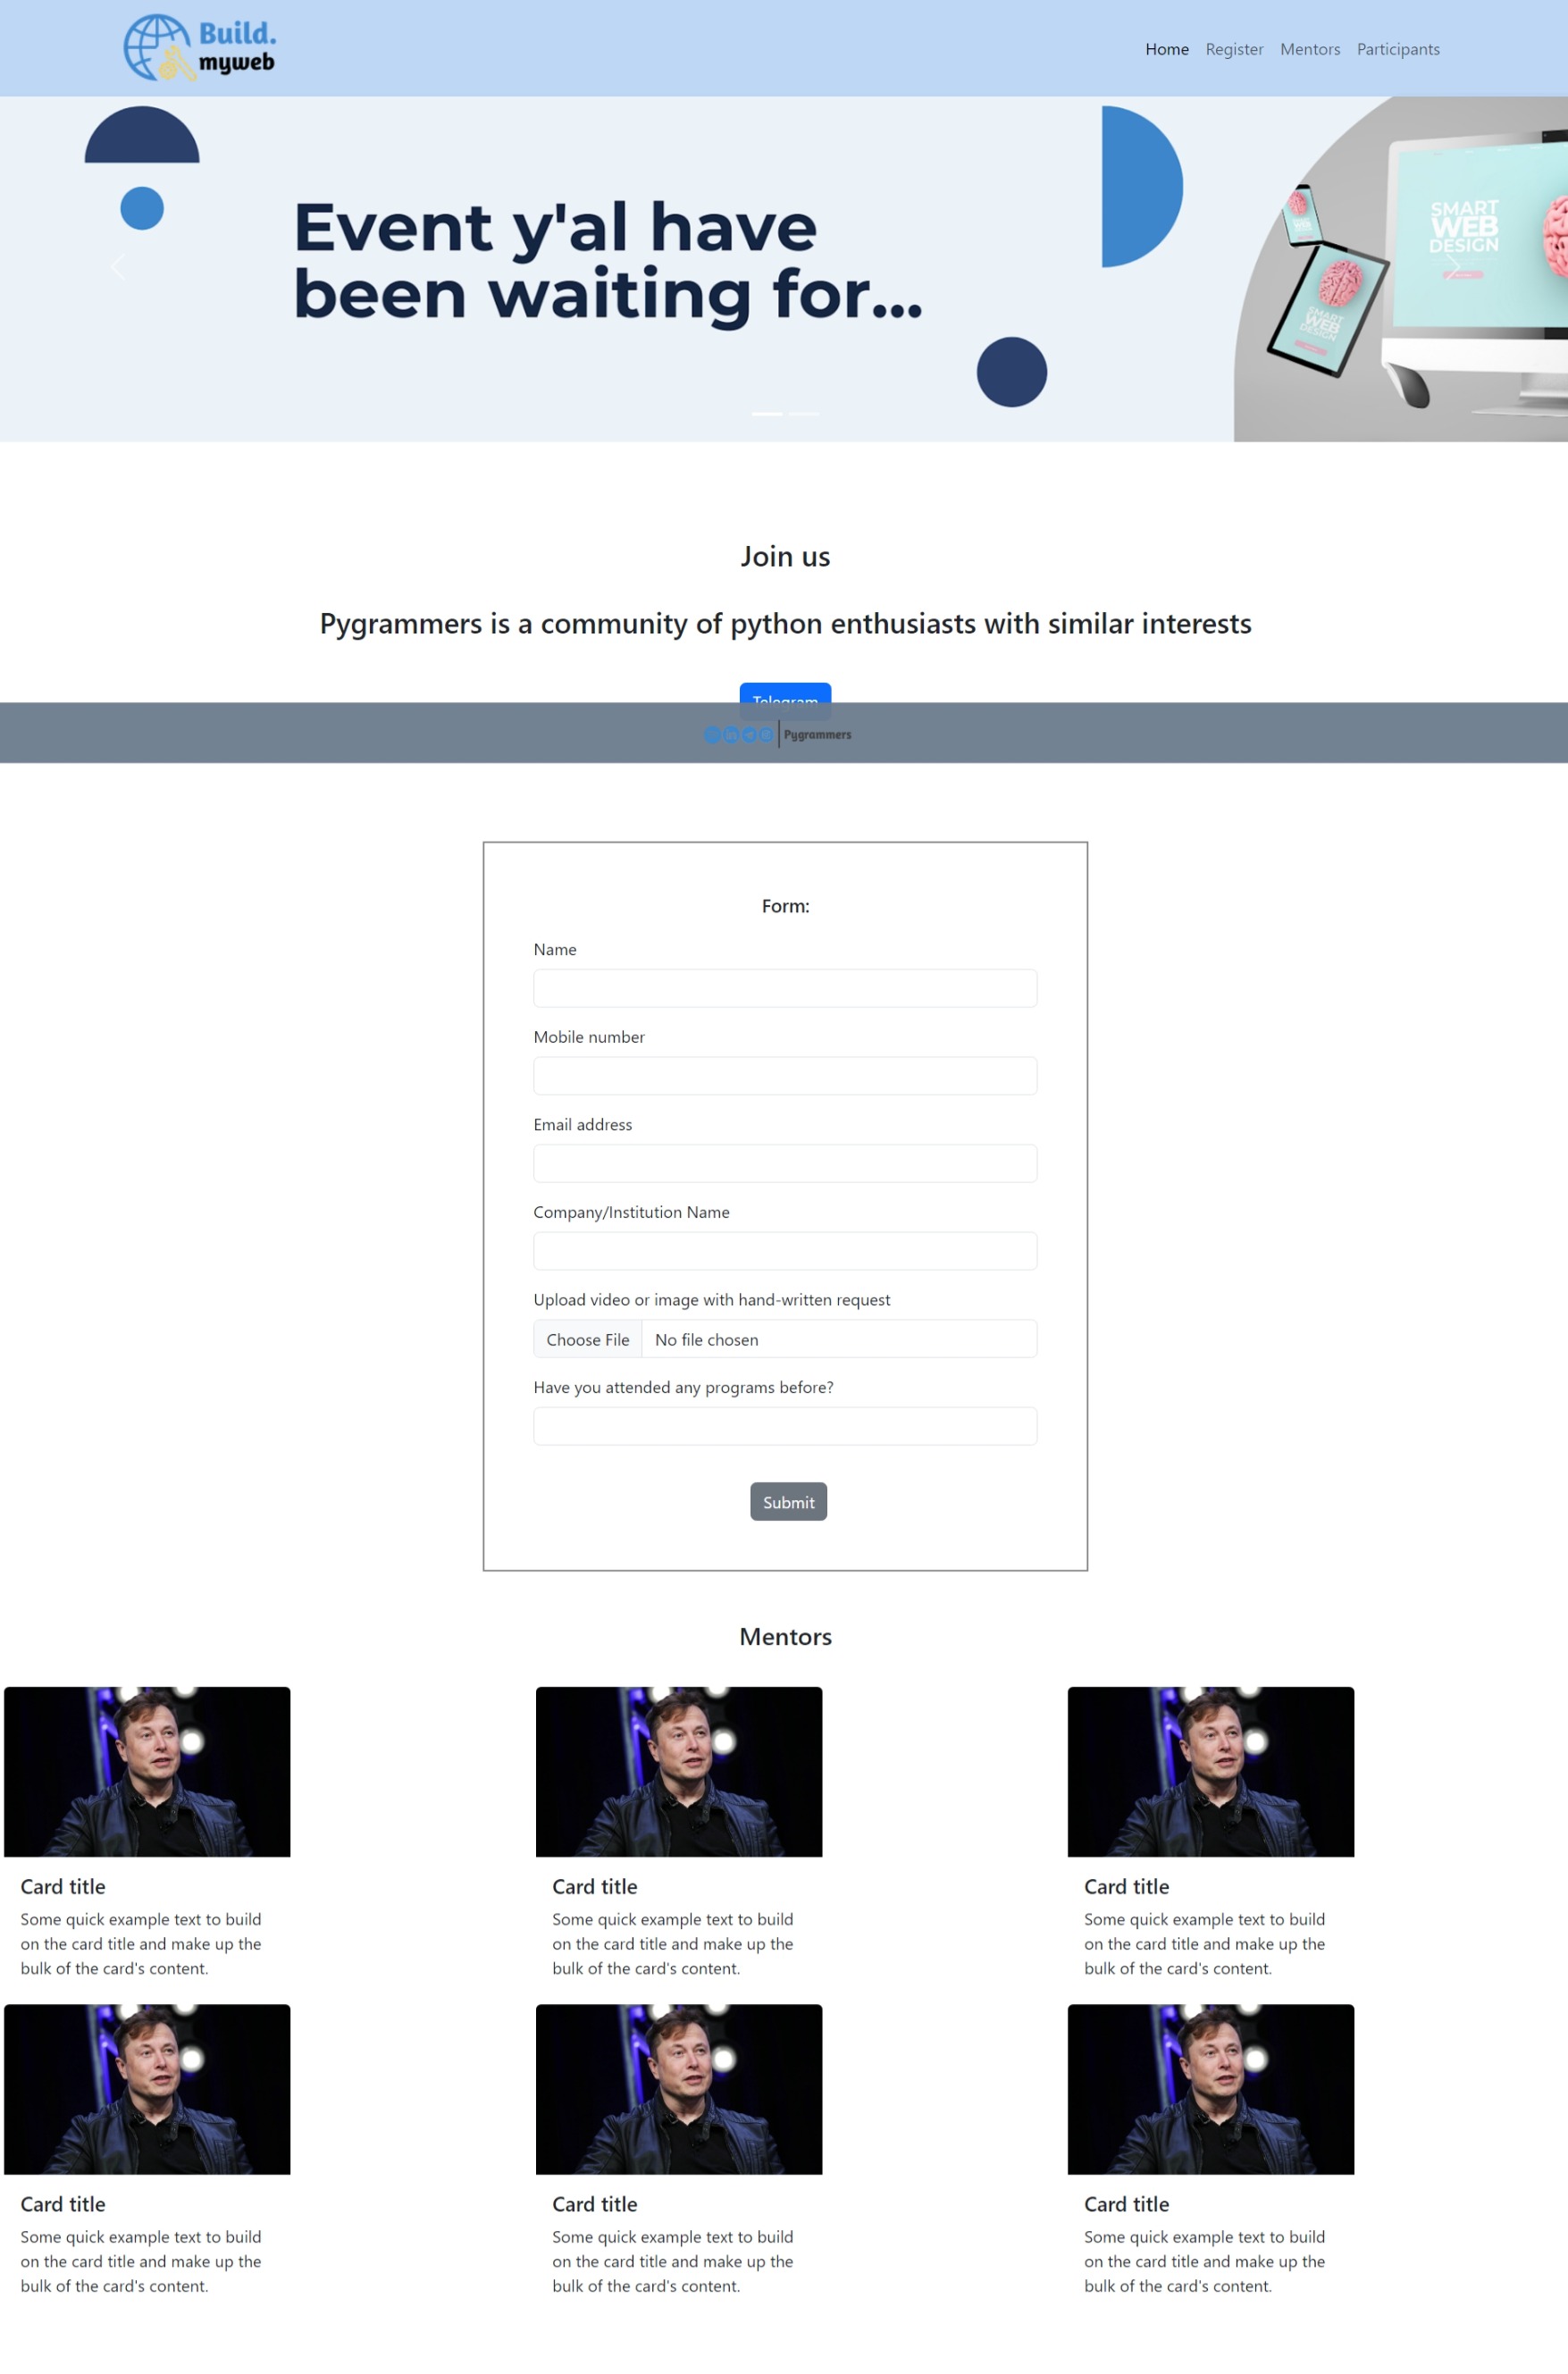 Build.
myweb
Home Register Mentors Participants
Event y'al have
been waiting for...
SMART
WEB
DESIGN
SMART
WEB
DESIGN
Join us
Pygrammers is a community of python enthusiasts with similar interests
Telegram
in
Pygrammers
Form:
Name
Mobile number
Email address
Company/Institution Name
Upload video or image with hand-written request
Choose File No file chosen
Have you attended any programs before?
Submit
Mentors
Card title
Some quick example text to build
on the card title and make up the
bulk of the card's content.
Card title
Some quick example text to build
on the card title and make up the
bulk of the card's content.
Card title
Some quick example text to build
on the card title and make up the
bulk of the card's content.
Card title
Some quick example text to build
on the card title and make up the
bulk of the card's content.
Card title
Some quick example text to build
on the card title and make up the
bulk of the card's content.
Card title
Some quick example text to build
on the card title and make up the
bulk of the card's content.